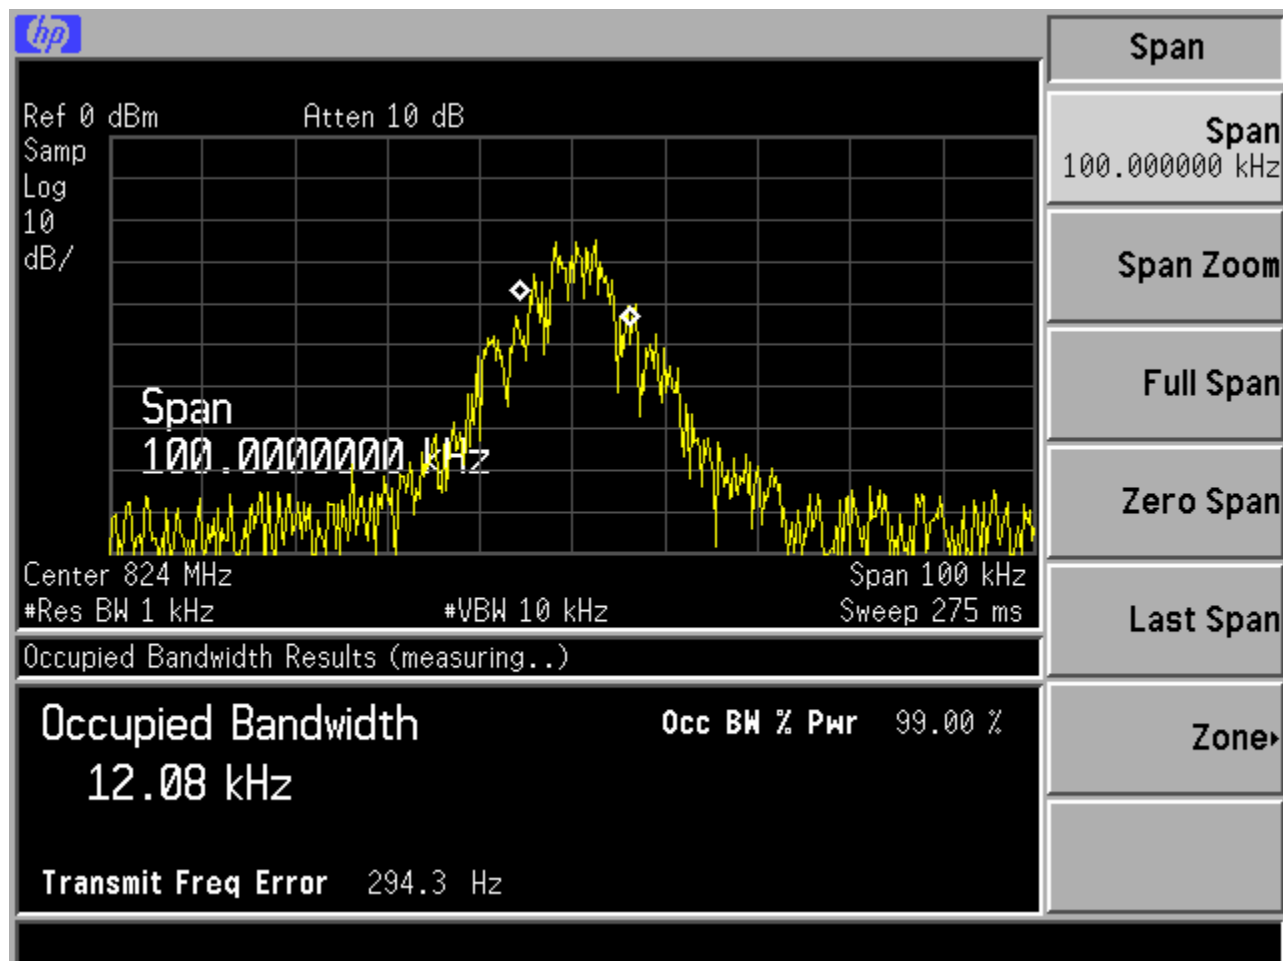 hp
Span
Ref 0 dBm Atten 10 dB
Samp
Log
10
dB/
Span
100.0000000 kHz
Center 824 MHz Span 100 kHz
#Res BW 1 kHz #VBW 10 kHz Sweep 275 ms
Occupied Bandwidth Results (measuring..)
Occupied Bandwidth Occ BW % Pwr 99.00 %
12.08 kHz
Transmit Freq Error 294.3 Hz
Span
100.000000 kHz
Span Zoom
Full Span
Zero Span
Last Span
Zone